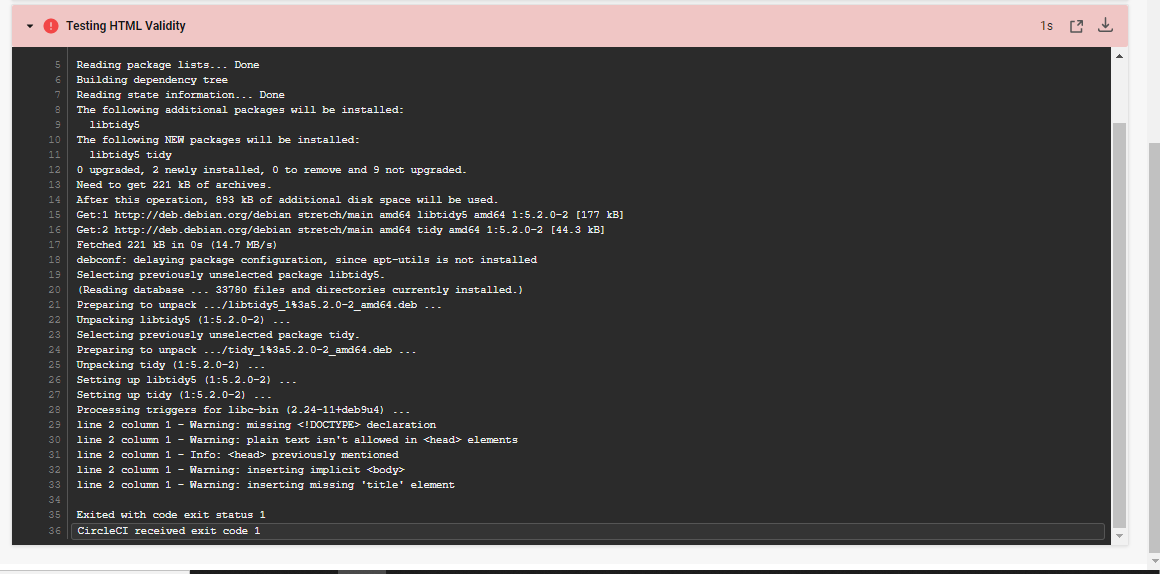 Testing HTML Validity 1s
5 Reading package lists... Done
6 Building dependency tree
7 Reading state information... Done
8 The following additional packages will be installed:
9 libtidy5
10 The following NEW packages will be installed:
11 libtidy5 tidy
12 0 upgraded, 2 newly installed, 0 to remove and 9 not upgraded.
13 Need to get 221 kB of archives.
14 After this operation, 893 kB of additional disk space will be used.
15 Get:1 http://deb.debian.org/debian stretch/main amd64 libtidy5 amd64 1:5.2.0-2 [177 kB]
16 Get:2 http://deb.debian.org/debian stretch/main amd64 tidy amd64 1:5.2.0-2 [44.3 kB]
17 Fetched 221 kB in 0s (14.7 MB/s)
18 debconf: delaying package configuration, since apt-utils is not installed
19 Selecting previously unselected package libtidy5.
20 (Reading database ... 33780 files and directories currently installed.)
21 Preparing to unpack .../libtidy5_1%3a5.2.0-2_amd64.deb ...
22 Unpacking libtidy5 (1:5.2.0-2) ...
23 Selecting previously unselected package tidy.
24 Preparing to unpack .../tidy_1%3a5.2.0-2_amd64.deb ...
25 Unpacking tidy (1:5.2.0-2) ...
26 Setting up libtidy5 (1:5.2.0-2) ...
27 Setting up tidy (1:5.2.0-2) ...
28 Processing triggers for libc-bin (2.24-11+deb9u4) ...
29 line 2 column 1 - Warning: missing <!DOCTYPE> declaration
30 line 2 column 1 - Warning: plain text isn't allowed in <head> elements
31 line 2 column 1 - Info: <head> previously mentioned
32 line 2 column 1 - Warning: inserting implicit <body>
33 line 2 column 1 - Warning: inserting missing 'title' element
34
35 Exited with code exit status 1
36 CircleCI received exit code 1